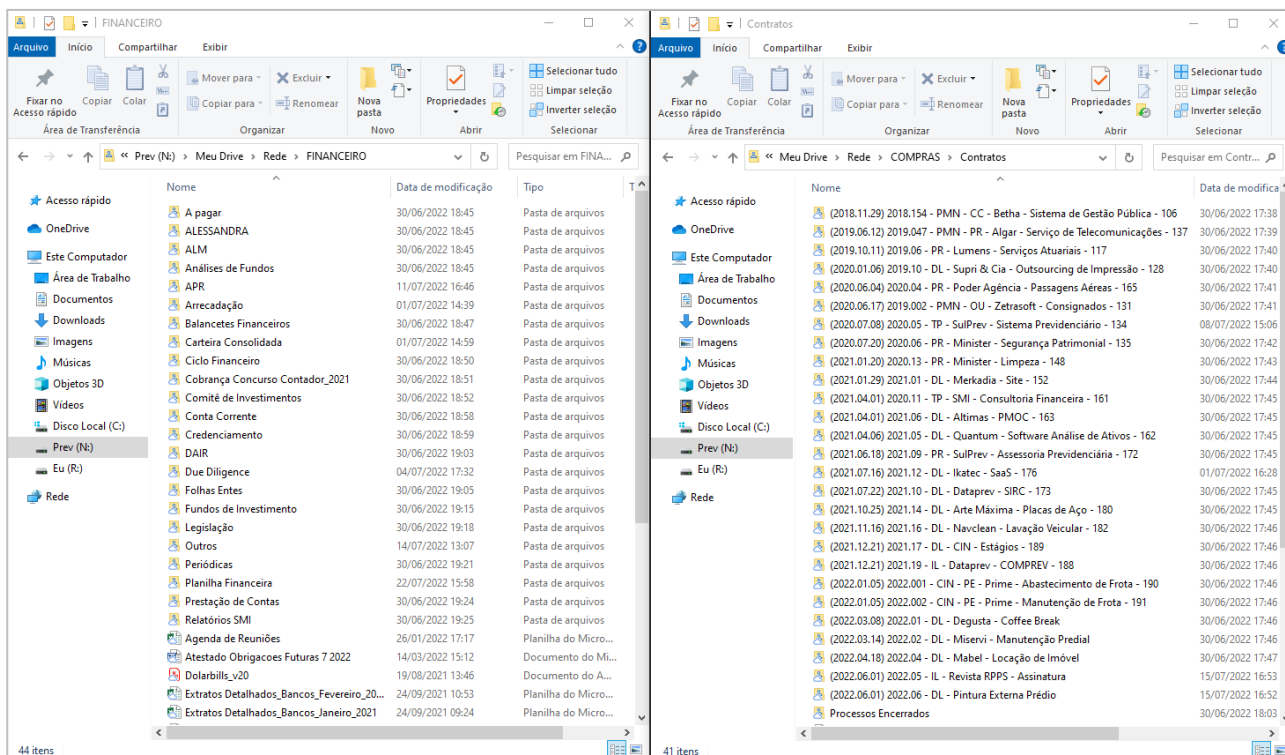 FINANCEIRO
Arquivo Início Compartilhar Exibir
Fixar no Acesso rápido
Copiar Colar
Mover para Copiar para
Excluir Renomear
Nova pasta
Propriedades
Selecionar tudo
Limpar seleção
Inverter seleção
Área de Transferência Organizar Novo Abrir Selecionar
Prev (N:) > Meu Drive > Rede > FINANCEIRO
Pesquisar em FINA...
Acesso rápido
OneDrive
Este Computador
Área de Trabalho
Documentos
Downloads
Imagens
Músicas
Objetos 3D
Vídeos
Disco Local (C:)
Prev (N:)
Eu (R:)
Rede
Nome Data de modificação Tipo T
A pagar 30/06/2022 18:45 Pasta de arquivos
ALESSANDRA 30/06/2022 18:45 Pasta de arquivos
ALM 30/06/2022 18:45 Pasta de arquivos
Análises de Fundos 30/06/2022 18:45 Pasta de arquivos
APR 11/07/2022 16:46 Pasta de arquivos
Arrecadação 01/07/2022 14:39 Pasta de arquivos
Balancetes Financeiros 30/06/2022 18:47 Pasta de arquivos
Carteira Consolidada 01/07/2022 14:59 Pasta de arquivos
Ciclo Financeiro 30/06/2022 18:50 Pasta de arquivos
Cobrança Concurso Contador_2021 30/06/2022 18:51 Pasta de arquivos
Comitê de Investimentos 30/06/2022 18:52 Pasta de arquivos
Conta Corrente 30/06/2022 18:58 Pasta de arquivos
Credenciamento 30/06/2022 18:59 Pasta de arquivos
DAIR 30/06/2022 19:03 Pasta de arquivos
Due Diligence 04/07/2022 17:32 Pasta de arquivos
Folhas Entes 30/06/2022 19:05 Pasta de arquivos
Fundos de Investimento 30/06/2022 19:15 Pasta de arquivos
Legislação 30/06/2022 19:18 Pasta de arquivos
Outros 14/07/2022 13:07 Pasta de arquivos
Periódicas 30/06/2022 19:21 Pasta de arquivos
Planilha Financeira 22/07/2022 15:58 Pasta de arquivos
Prestação de Contas 30/06/2022 19:24 Pasta de arquivos
Relatórios SMI 30/06/2022 19:25 Pasta de arquivos
Agenda de Reuniões 26/01/2022 17:17 Planilha do Micro...
Atestado Obrigacoes Futuras 7 2022 14/03/2022 15:12 Documento do Mi...
Dolarbills_v20 19/08/2021 13:46 Documento do A...
Extratos Detalhados_Bancos_Fevereiro_20... 24/09/2021 10:53 Planilha do Micro...
Extratos Detalhados_Bancos_Janeiro_2021 24/09/2021 09:24 Planilha do Micro...
44 itens
Contratos
Arquivo Início Compartilhar Exibir
Fixar no Acesso rápido
Copiar Colar
Mover para Copiar para
Excluir Renomear
Nova pasta
Propriedades
Selecionar tudo
Limpar seleção
Inverter seleção
Área de Transferência Organizar Novo Abrir Selecionar
Meu Drive > Rede > COMPRAS > Contratos
Pesquisar em Contr...
Acesso rápido
OneDrive
Este Computador
Área de Trabalho
Documentos
Downloads
Imagens
Músicas
Objetos 3D
Vídeos
Disco Local (C:)
Prev (N:)
Eu (R:)
Rede
Nome Data de modifica
(2018.11.29) 2018.154 - PMN - CC - Betha - Sistema de Gestão Pública - 106 30/06/2022 17:38
(2019.06.12) 2019.047 - PMN - PR - Algar - Serviço de Telecomunicações - 137 30/06/2022 17:39
(2019.10.11) 2019.06 - PR - Lumens - Serviços Atuariais - 117 30/06/2022 17:40
(2020.01.06) 2019.10 - DL - Supri & Cia - Outsourcing de Impressão - 128 30/06/2022 17:40
(2020.06.04) 2020.04 - PR - Poder Agência - Passagens Aéreas - 165 30/06/2022 17:41
(2020.06.17) 2019.002 - PMN - OU - Zetrasoft - Consignados - 131 30/06/2022 17:41
(2020.07.08) 2020.05 - TP - SulPrev - Sistema Previdenciário - 134 08/07/2022 15:06
(2020.07.20) 2020.06 - PR - Minister - Segurança Patrimonial - 135 30/06/2022 17:42
(2021.01.20) 2020.13 - PR - Minister - Limpeza - 148 30/06/2022 17:43
(2021.01.29) 2021.01 - DL - Merkadia - Site - 152 30/06/2022 17:44
(2021.04.01) 2020.11 - TP - SMI - Consultoria Financeira - 161 30/06/2022 17:45
(2021.04.01) 2021.06 - DL - Altimas - PMOC - 163 30/06/2022 17:45
(2021.04.06) 2021.05 - DL - Quantum - Software Análise de Ativos - 162 30/06/2022 17:45
(2021.06.18) 2021.09 - PR - SulPrev - Assessoria Previdenciária - 172 30/06/2022 17:45
(2021.07.16) 2021.12 - DL - Ikatec - SaaS - 176 01/07/2022 16:28
(2021.07.22) 2021.10 - DL - Dataprev - SIRC - 173 30/06/2022 17:45
(2021.10.25) 2021.14 - DL - Arte Máxima - Placas de Aço - 180 30/06/2022 17:45
(2021.11.16) 2021.16 - DL - Navclean - Lavação Veicular - 182 30/06/2022 17:46
(2021.12.21) 2021.17 - DL - CIN - Estágios - 189 30/06/2022 17:46
(2021.12.21) 2021.19 - IL - Dataprev - COMPREV - 188 30/06/2022 17:46
(2022.01.05) 2022.001 - CIN - PE - Prime - Abastecimento de Frota - 190 30/06/2022 17:46
(2022.01.05) 2022.002 - CIN - PE - Prime - Manutenção de Frota - 191 30/06/2022 17:46
(2022.03.08) 2022.01 - DL - Degusta - Coffee Break 30/06/2022 17:46
(2022.03.14) 2022.02 - DL - Miservi - Manutenção Predial 30/06/2022 17:46
(2022.04.18) 2022.04 - DL - Mabel - Locação de Imóvel 30/06/2022 17:47
(2022.06.01) 2022.05 - IL - Revista RPPS - Assinatura 15/07/2022 16:53
(2022.06.01) 2022.06 - DL - Pintura Externa Prédio 15/07/2022 16:52
Processos Encerrados 30/06/2022 18:03
41 itens